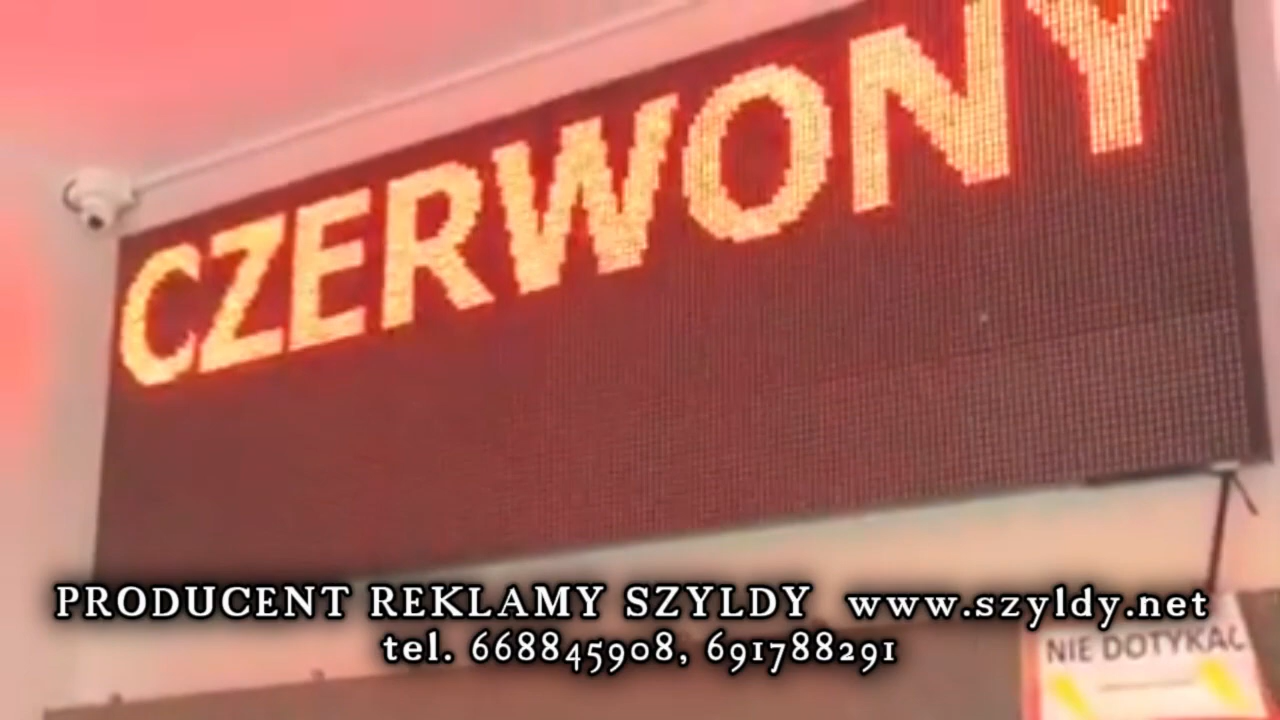 CZERWONY
PRODUCENT REKLAMY SZYLDY www.szyldy.net
tel. 668845908, 691788291
NIE DOTYKAĆ